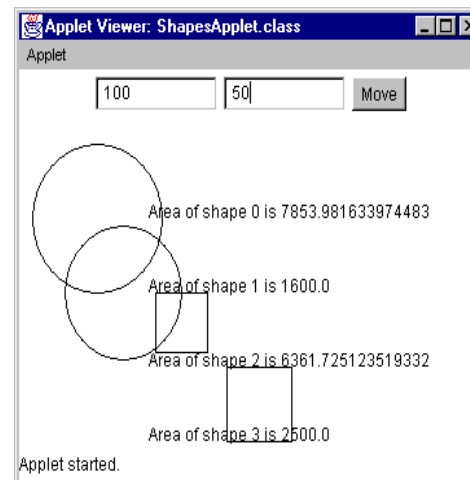 Applet Viewer: ShapesApplet.class
Applet
100 50 Move
Area of shape 0 is 7853.981633974483
Area of shape 1 is 1600.0
Area of shape 2 is 6361.725123519332
Area of shape 3 is 2500.0
Applet started.